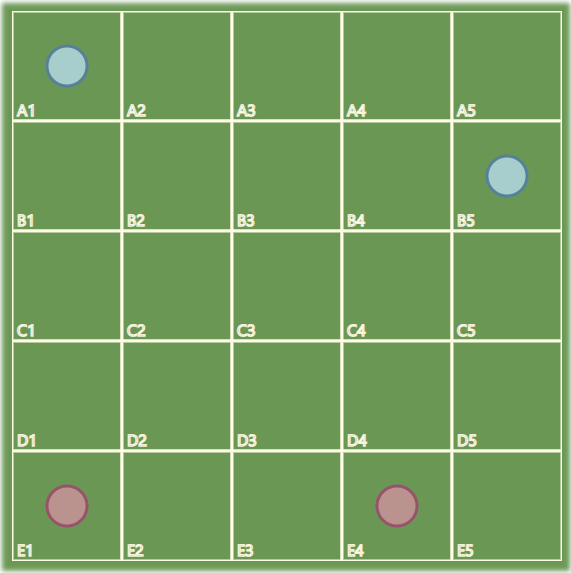 A1 A2 A3 A4 A5
B1 B2 B3 B4 B5
C1 C2 C3 C4 C5
D1 D2 D3 D4 D5
E1 E2 E3 E4 E5